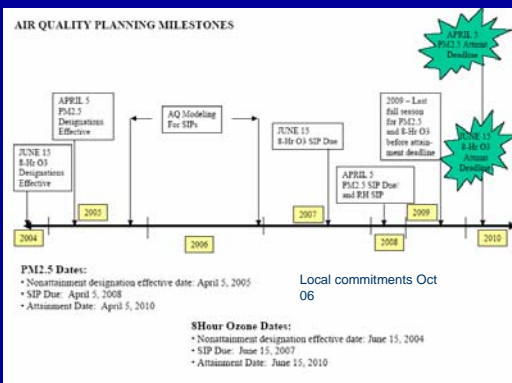 AIR QUALITY PLANNING MILESTONES
APRIL 5
PM2.5 Attain
Deadline
APRIL 5
PM2.5
Designations
Effective
AQ Modeling
For SIPs
2009 – Last
full season
for PM2.5
and 8-Hr O3
before attain-
ment deadline
JUNE 15
8-Hr O3
Attain
Deadline
JUNE 15
8-Hr O3 SIP Due
JUNE 15
8-Hr O3
Designations
Effective
APRIL 5
PM2.5 SIP Due/
and RH SIP
2004
2005
2006
2007
2008
2009
2010
PM2.5 Dates:
• Nonattainment designation effective date: April 5, 2005
• SIP Due: April 5, 2008
• Attainment Date: April 5, 2010
Local commitments Oct
06
8Hour Ozone Dates:
• Nonattainment designation effective date: June 15, 2004
• SIP Due: June 15, 2007
• Attainment Date: June 15, 2010